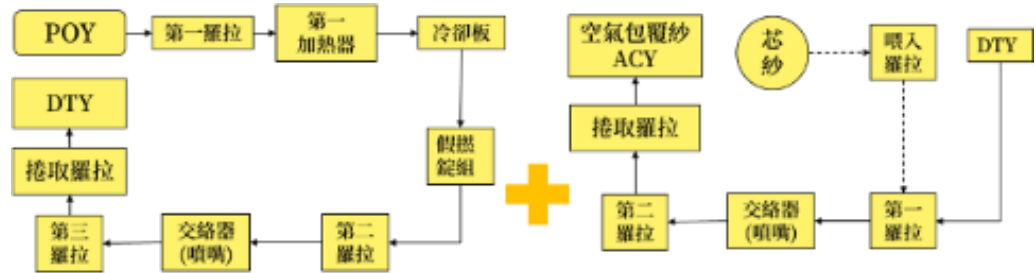 POY
第一羅拉
第一
加熱器
冷卻板
假撚
錠組
第二
羅拉
交絡器
(噴嘴)
第三
羅拉
捲取羅拉
DTY
芯
紗
喂入
羅拉
DTY
第一
羅拉
交絡器
(噴嘴)
第二
羅拉
捲取羅拉
空氣包覆紗
ACY